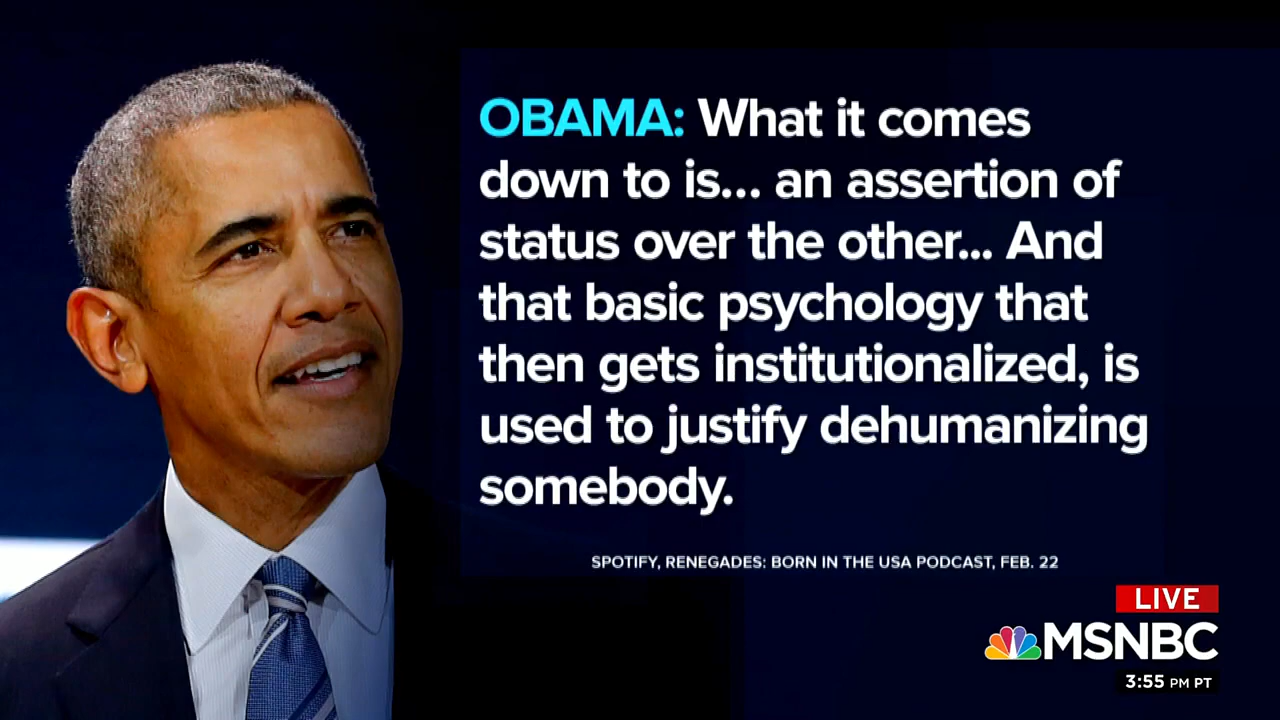 OBAMA: What it comes
down to is... an assertion of
status over the other... And
that basic psychology that
then gets institutionalized, is
used to justify dehumanizing
somebody.
SPOTIFY, RENEGADES: BORN IN THE USA PODCAST, FEB. 22
LIVE
MSNBC
3:55 PM PT